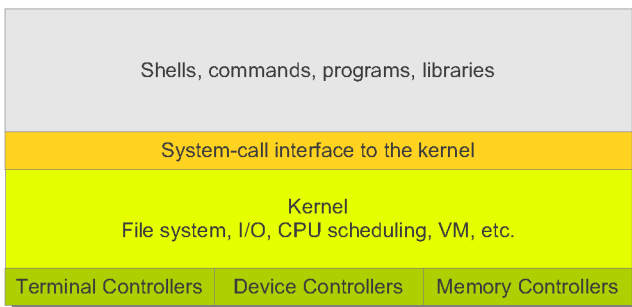 Shells, commands, programs, libraries
System-call interface to the kernel
Kernel
File system, I/O, CPU scheduling, VM, etc.
Terminal Controllers
Device Controllers
Memory Controllers